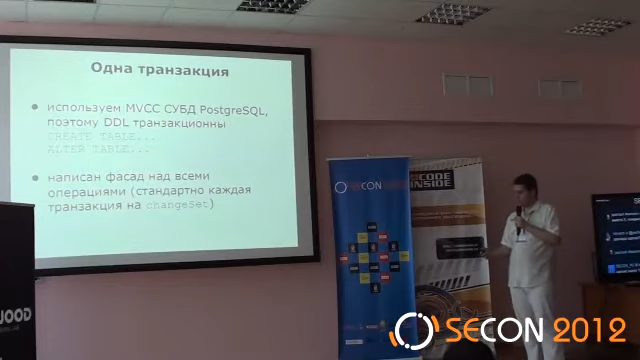 Одна транзакция
• используем MVCC СУБД PostgreSQL,
поэтому DDL транзакционны
CREATE TABLE...
ALTER TABLE...
• написан фасад над всеми
операциями (стандартно каждая
транзакция на changeSet)
SECON
CODE
INSIDE
SECON 2012